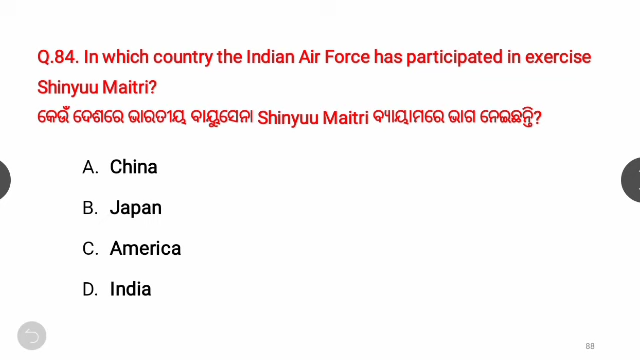 Q.84. In which country the Indian Air Force has participated in exercise
Shinyuu Maitri?
କେଉଁ ଦେଶରେ ଭାରତୀୟ ବାୟୁସେନା Shinyuu Maitri ବ୍ୟାୟାମରେ ଭାଗ ନେଇଛନ୍ତି?
A. China
B. Japan
C. America
D. India
88